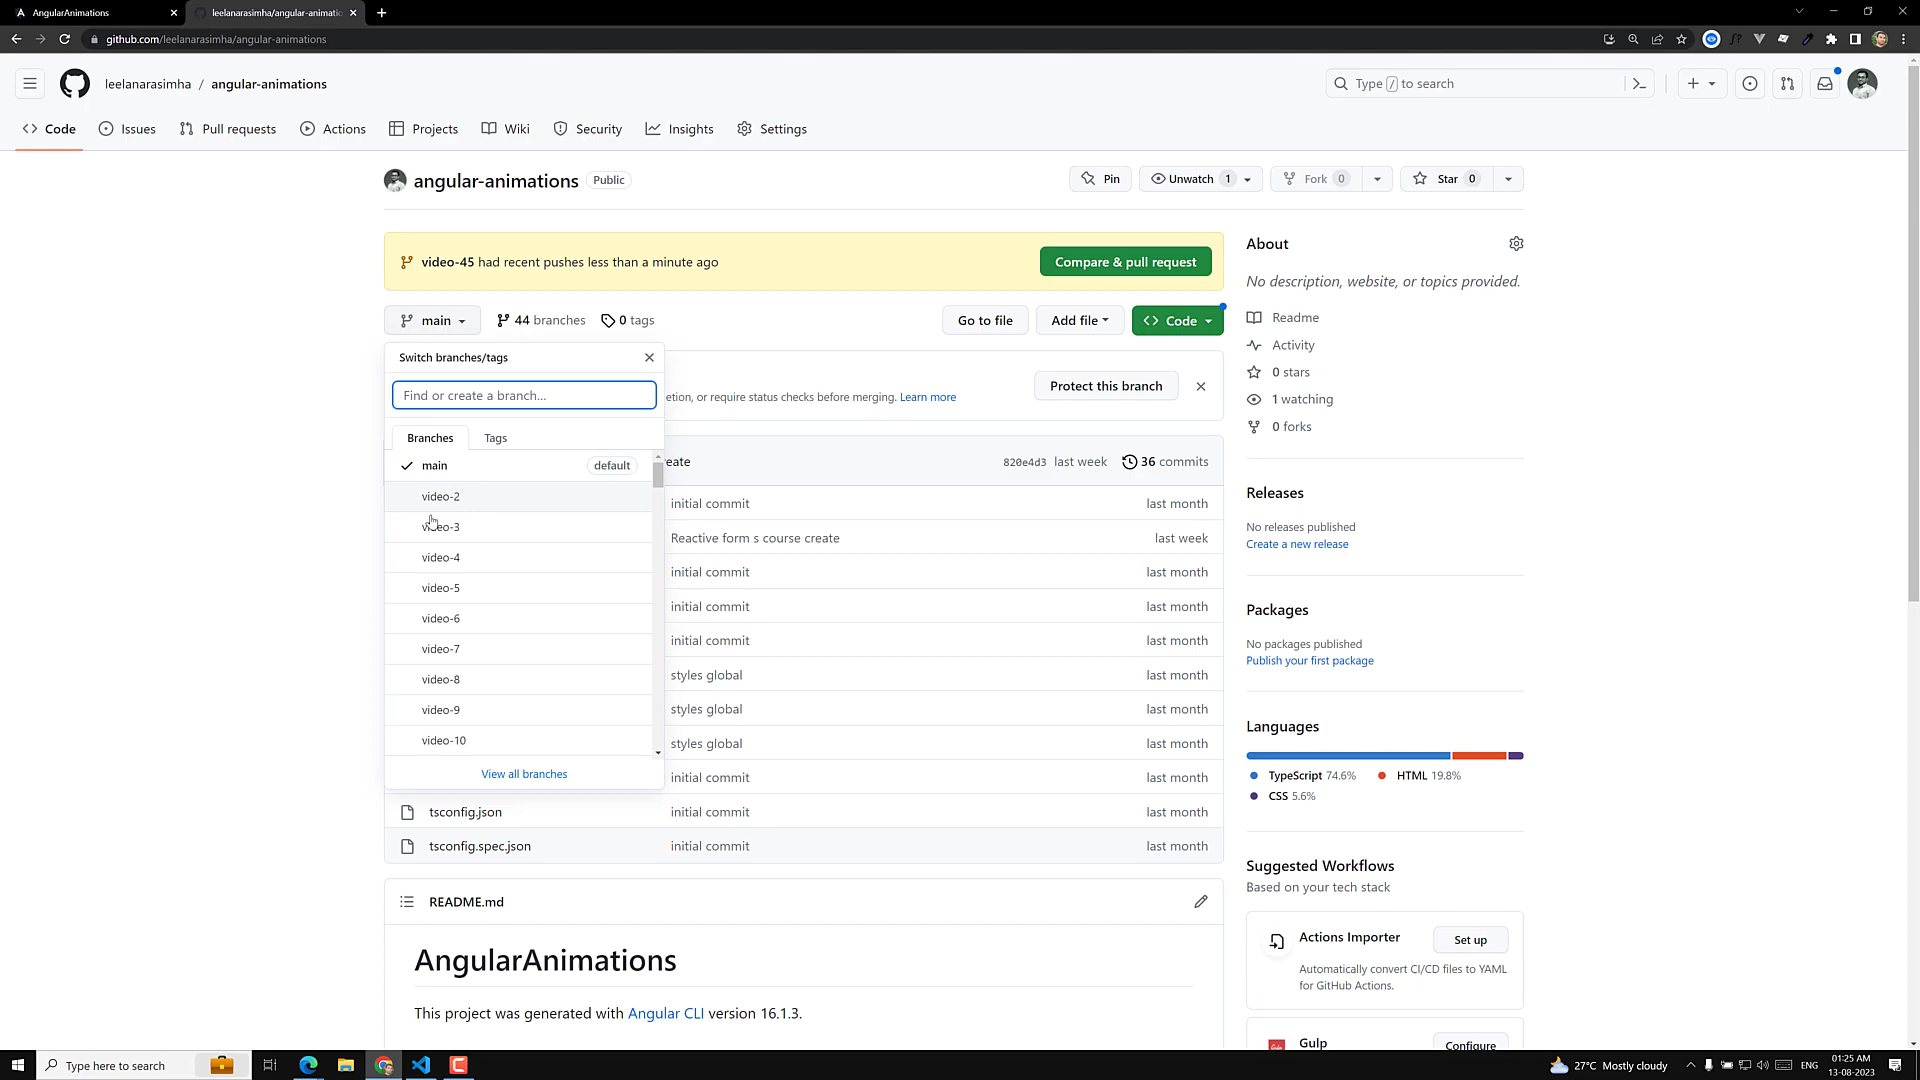 AngularAnimations
leelanarasimha/angular-animatio
github.com/leelanarasimha/angular-animations
leelanarasimha / angular-animations
Type / to search
Code Issues Pull requests Actions Projects Wiki Security Insights Settings
angular-animations Public
Pin Unwatch 1 Fork 0 Star 0
video-45 had recent pushes less than a minute ago
Compare & pull request
main 44 branches 0 tags
Go to file Add file Code
Switch branches/tags
Find or create a branch...
etion, or require status checks before merging. Learn more
Protect this branch
Branches Tags
main default
video-2
video-3
video-4
video-5
video-6
video-7
video-8
video-9
video-10
View all branches
eate 820e4d3 last week 36 commits
initial commit last month
Reactive form s course create last week
initial commit last month
initial commit last month
initial commit last month
styles global last month
styles global last month
styles global last month
initial commit last month
tsconfig.json initial commit last month
tsconfig.spec.json initial commit last month
README.md
AngularAnimations
This project was generated with Angular CLI version 16.1.3.
About
No description, website, or topics provided.
Readme
Activity
0 stars
1 watching
0 forks
Releases
No releases published
Create a new release
Packages
No packages published
Publish your first package
Languages
TypeScript 74.6% HTML 19.8%
CSS 5.6%
Suggested Workflows
Based on your tech stack
Actions Importer Set up
Automatically convert CI/CD files to YAML
for GitHub Actions.
Gulp Configure
Type here to search
27°C Mostly cloudy
ENG
01:25 AM
13-08-2023